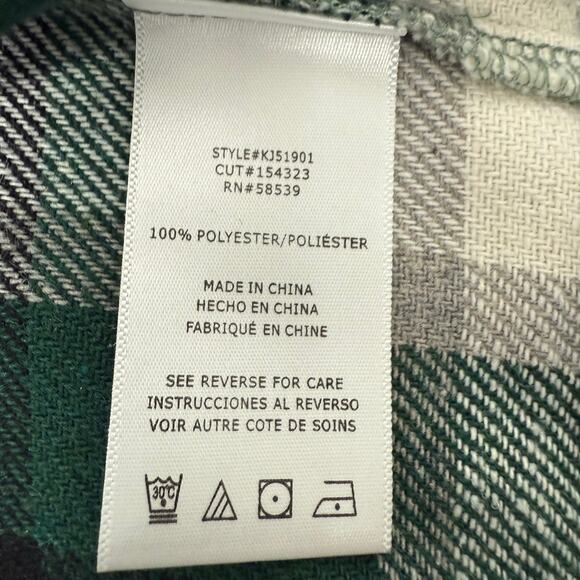 STYLE#KJ51901
CUT#154323
RN#58539
100% POLYESTER/POLIÉSTER
MADE IN CHINA
HECHO EN CHINA
FABRIQUÉ EN CHINE
SEE REVERSE FOR CARE
INSTRUCCIONES AL REVERSO
VOIR AUTRE COTE DE SOINS
30°C